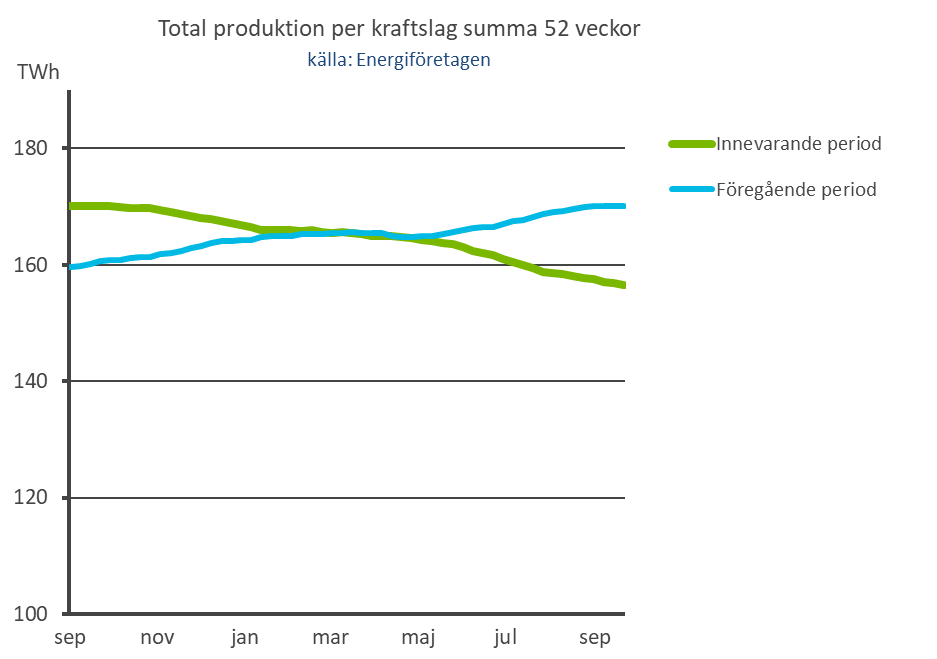 Total produktion per kraftslag summa 52 veckor
källa: Energiföretagen
TWh
180
160
140
120
100
sep nov jan mar maj jul sep
Innevarande period
Föregående period